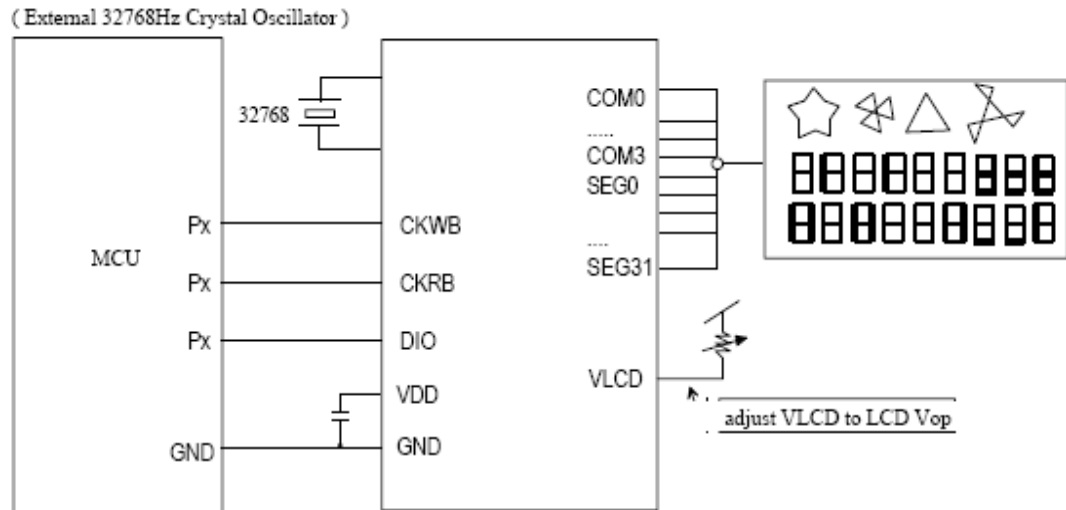 ( External 32768Hz Crystal Oscillator )
32768
COM0
.....
COM3
SEG0
....
SEG31
Px
CKWB
MCU
Px
CKRB
Px
DIO
VLCD
VDD
adjust VLCD to LCD Vop
GND
GND